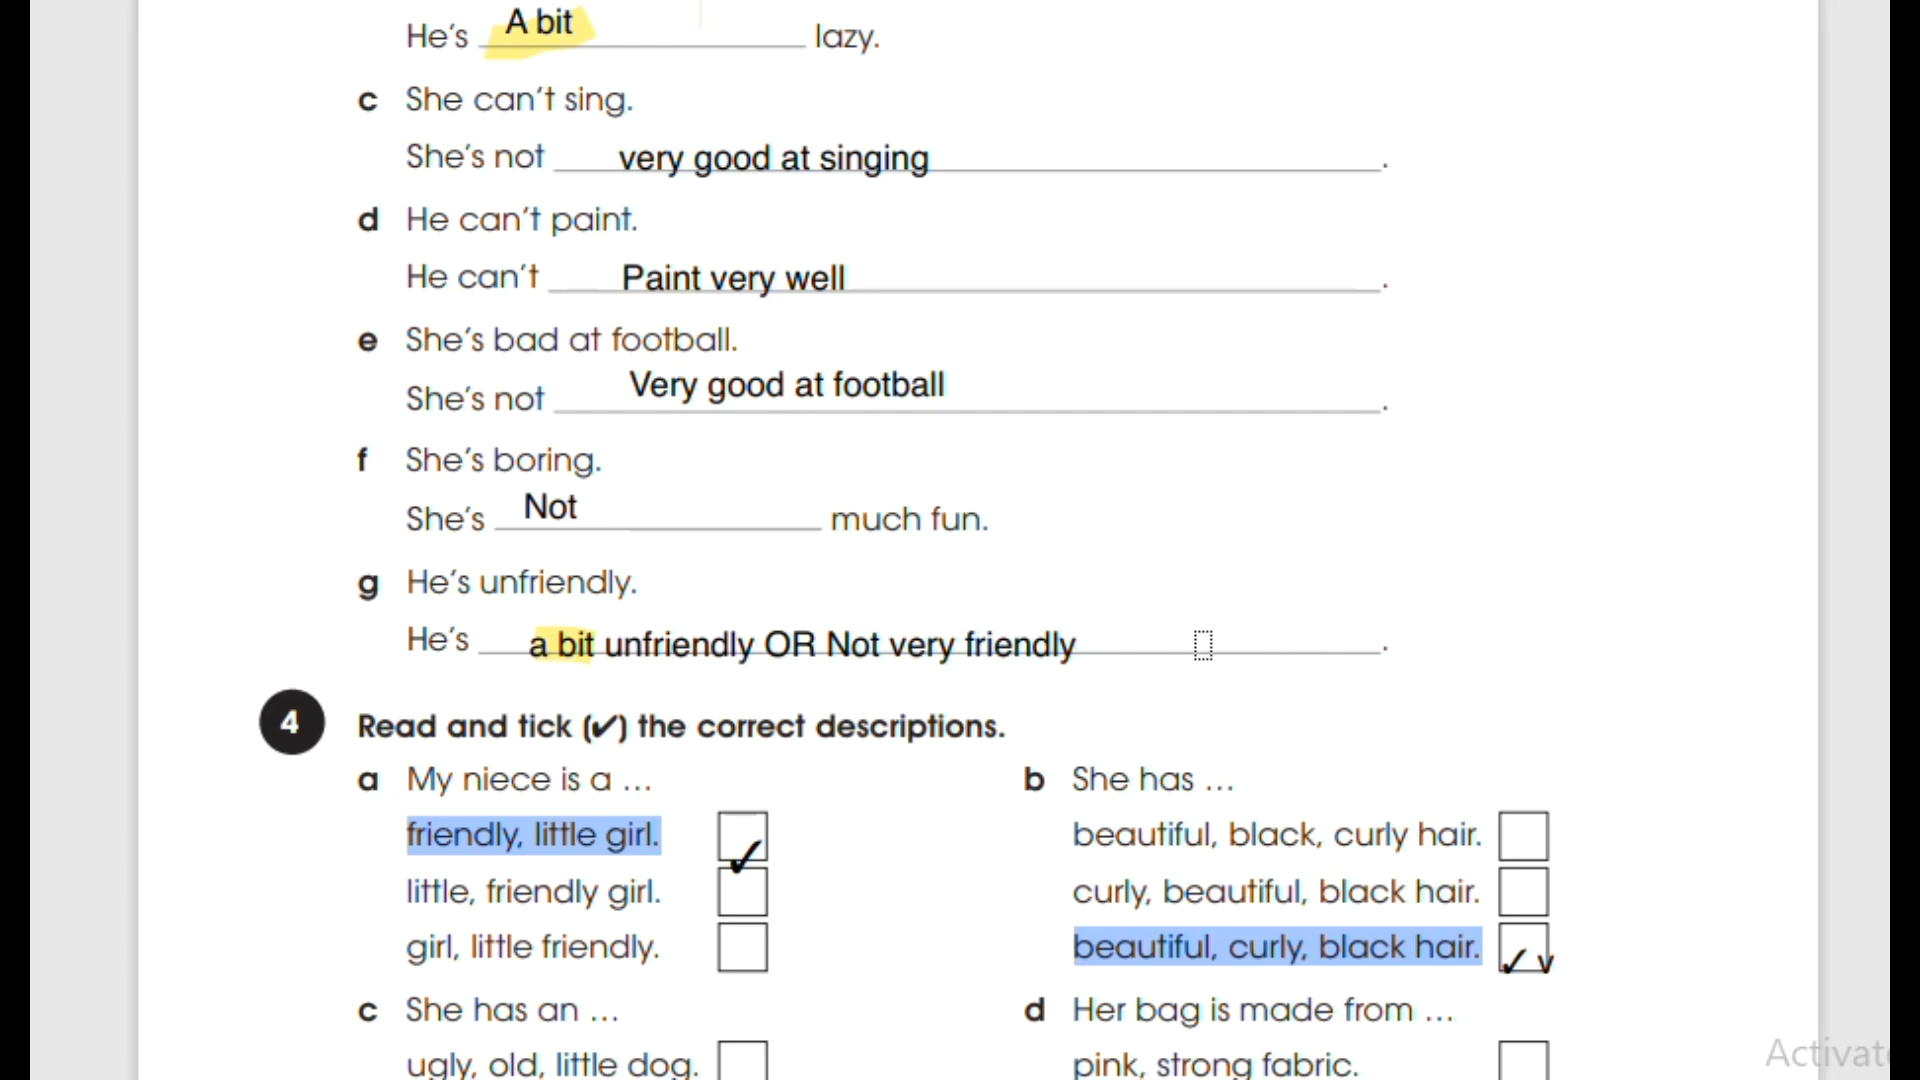 He's A bit lazy.
c She can't sing.
She's not very good at singing.
d He can't paint.
He can't Paint very well.
e She's bad at football.
She's not Very good at football.
f She's boring.
She's Not much fun.
g He's unfriendly.
He's a bit unfriendly OR Not very friendly.
4 Read and tick (✔) the correct descriptions.
a My niece is a …
friendly, little girl. ✓
little, friendly girl.
girl, little friendly.
b She has …
beautiful, black, curly hair.
curly, beautiful, black hair.
beautiful, curly, black hair. ✓ v
c She has an …
ugly, old, little dog.
d Her bag is made from …
pink, strong fabric.
Activat